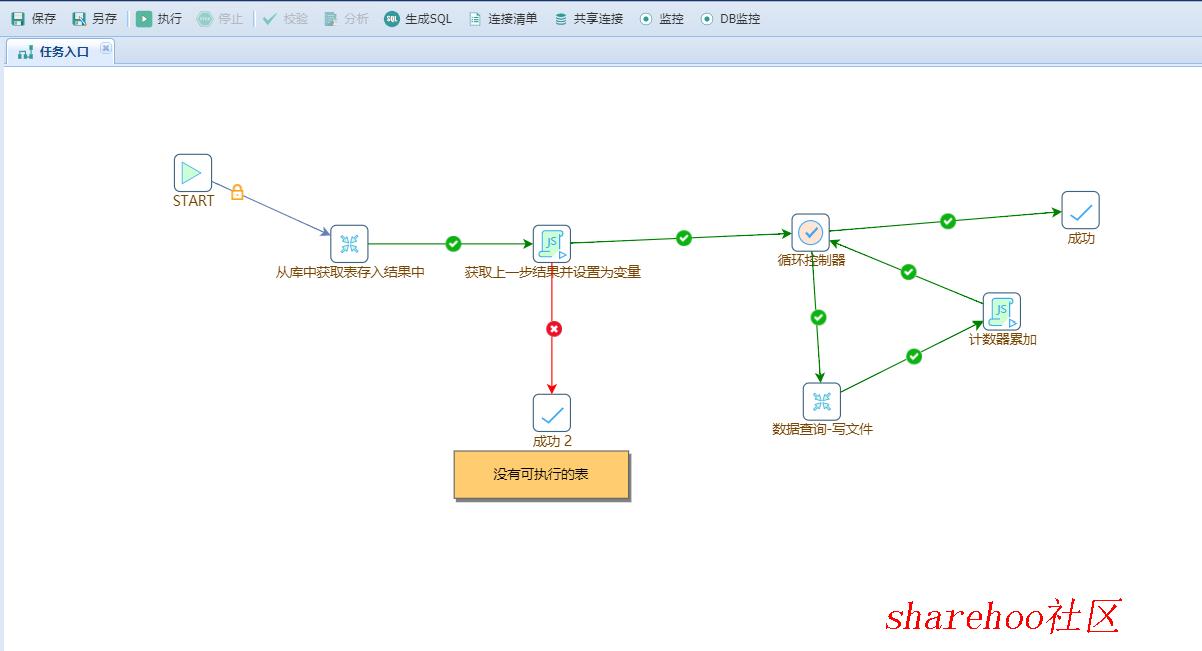 保存 另存 执行 停止 校验 分析 SQL 生成SQL 连接清单 共享连接 监控 DB监控
任务入口
START
从库中获取表存入结果中
JS
获取上一步结果并设置为变量
循环控制器
成功
JS
计数器累加
数据查询-写文件
成功 2
没有可执行的表
sharehoo社区